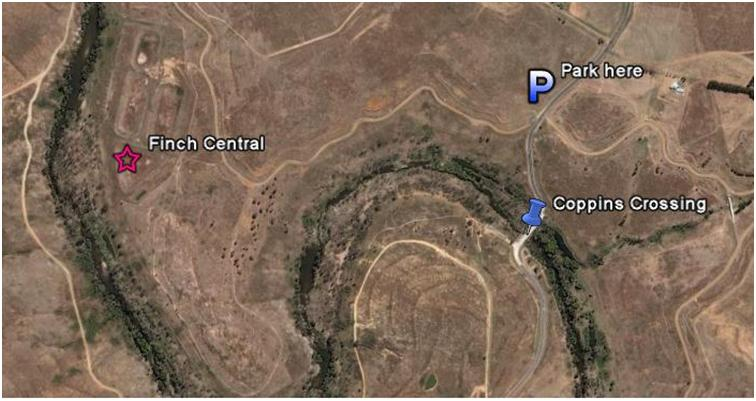 P Park here
Finch Central
Coppins Crossing